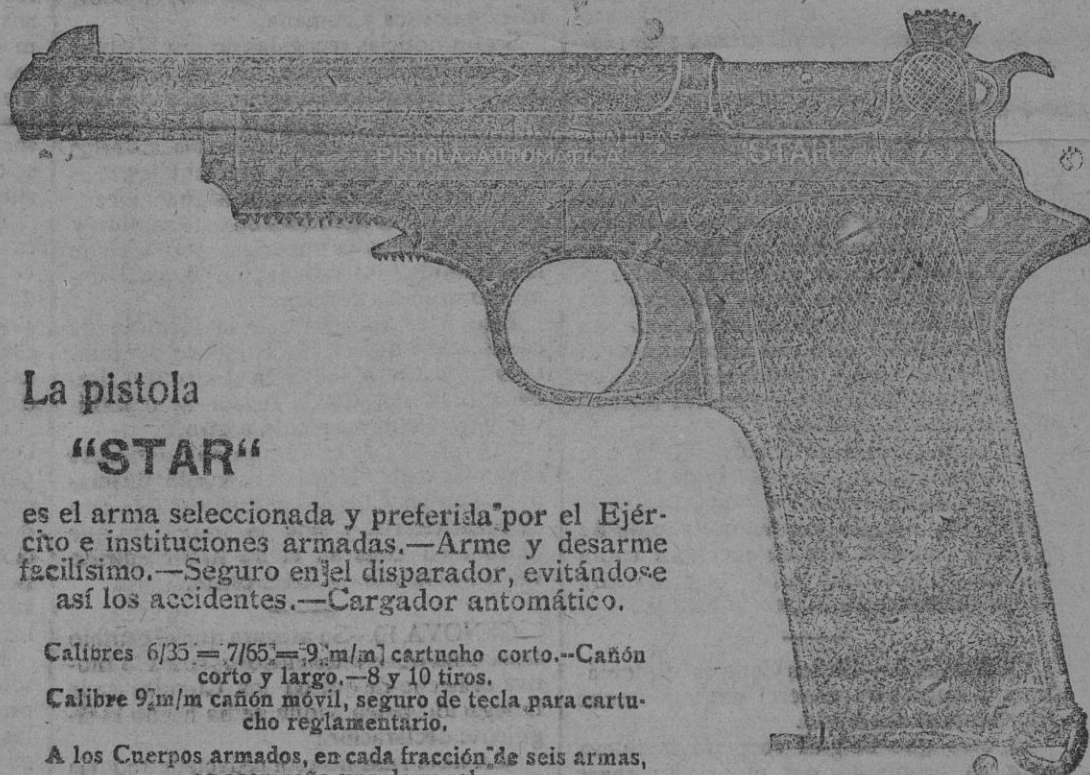 PISTOLA AUTOMATICA "STAR" CAL
La pistola
“STAR“
es el arma seleccionada y preferida por el Ejér-
cito e instituciones armadas.—Arme y desarme
facilísimo.—Seguro en el disparador, evitándose
así los accidentes.—Cargador antomático.
Calibres 6/35 = 7/65 = 9 m/m cartucho corto.--Cañón
corto y largo.—8 y 10 tiros.
Calibre 9 m/m cañón móvil, seguro de tecla para cartu-
cho reglamentario.
A los Cuerpos armados, en cada fracción de seis armas,